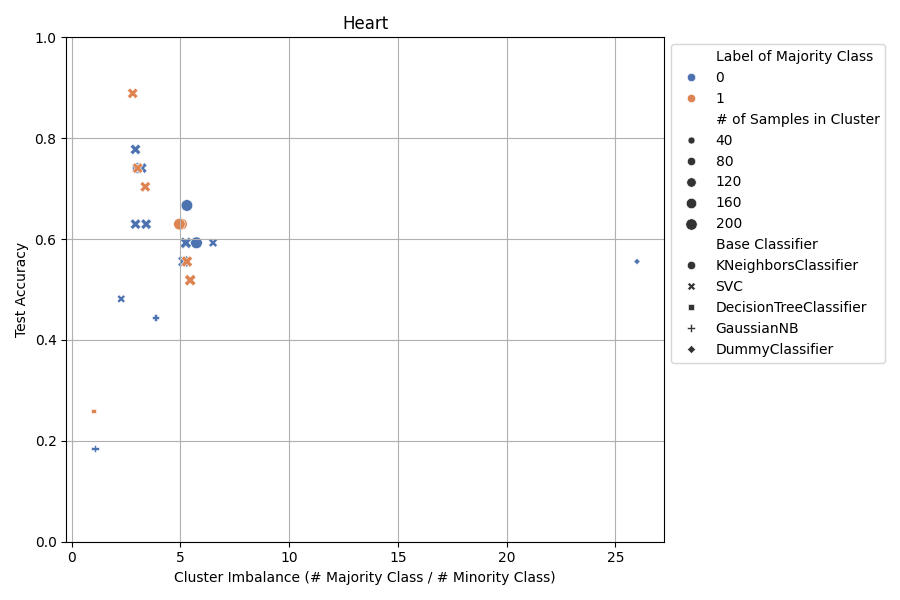 Heart
1.0
0.8
0.6
0.4
0.2
0.0
Test Accuracy
0
5
10
15
20
25
Cluster Imbalance (# Majority Class / # Minority Class)
Label of Majority Class
0
1
# of Samples in Cluster
40
80
120
160
200
Base Classifier
KNeighborsClassifier
SVC
DecisionTreeClassifier
GaussianNB
DummyClassifier